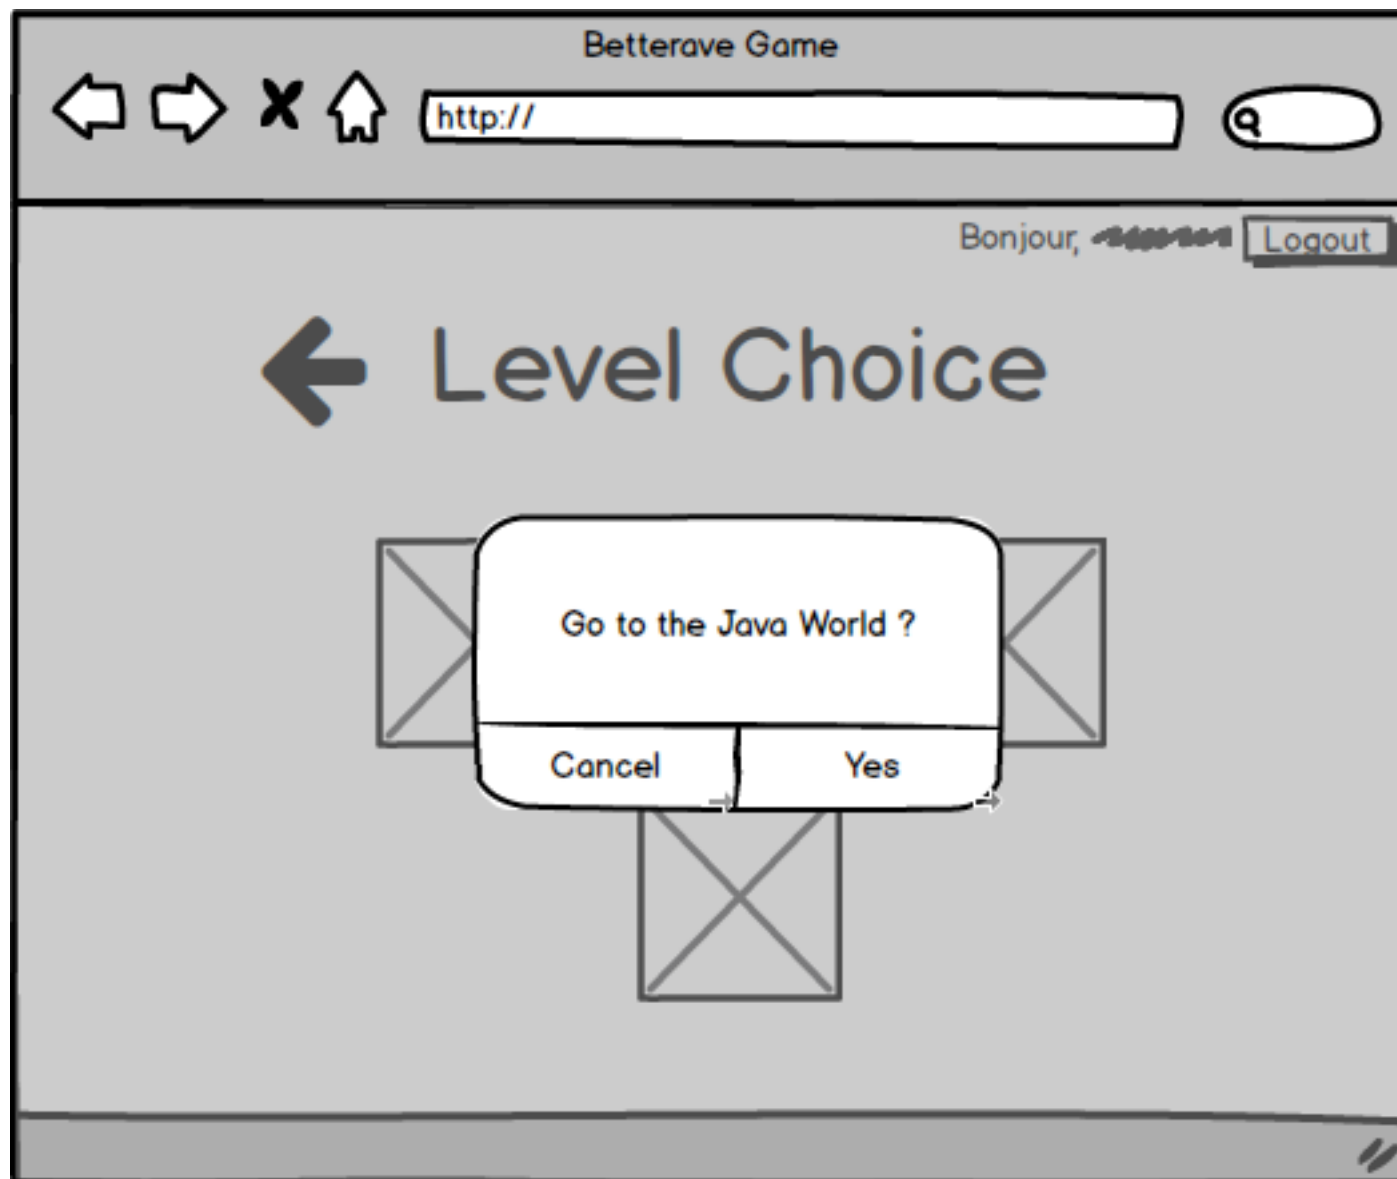 Betterave Game
http://
Bonjour, Logout
Level Choice
Go to the Java World ?
Cancel Yes